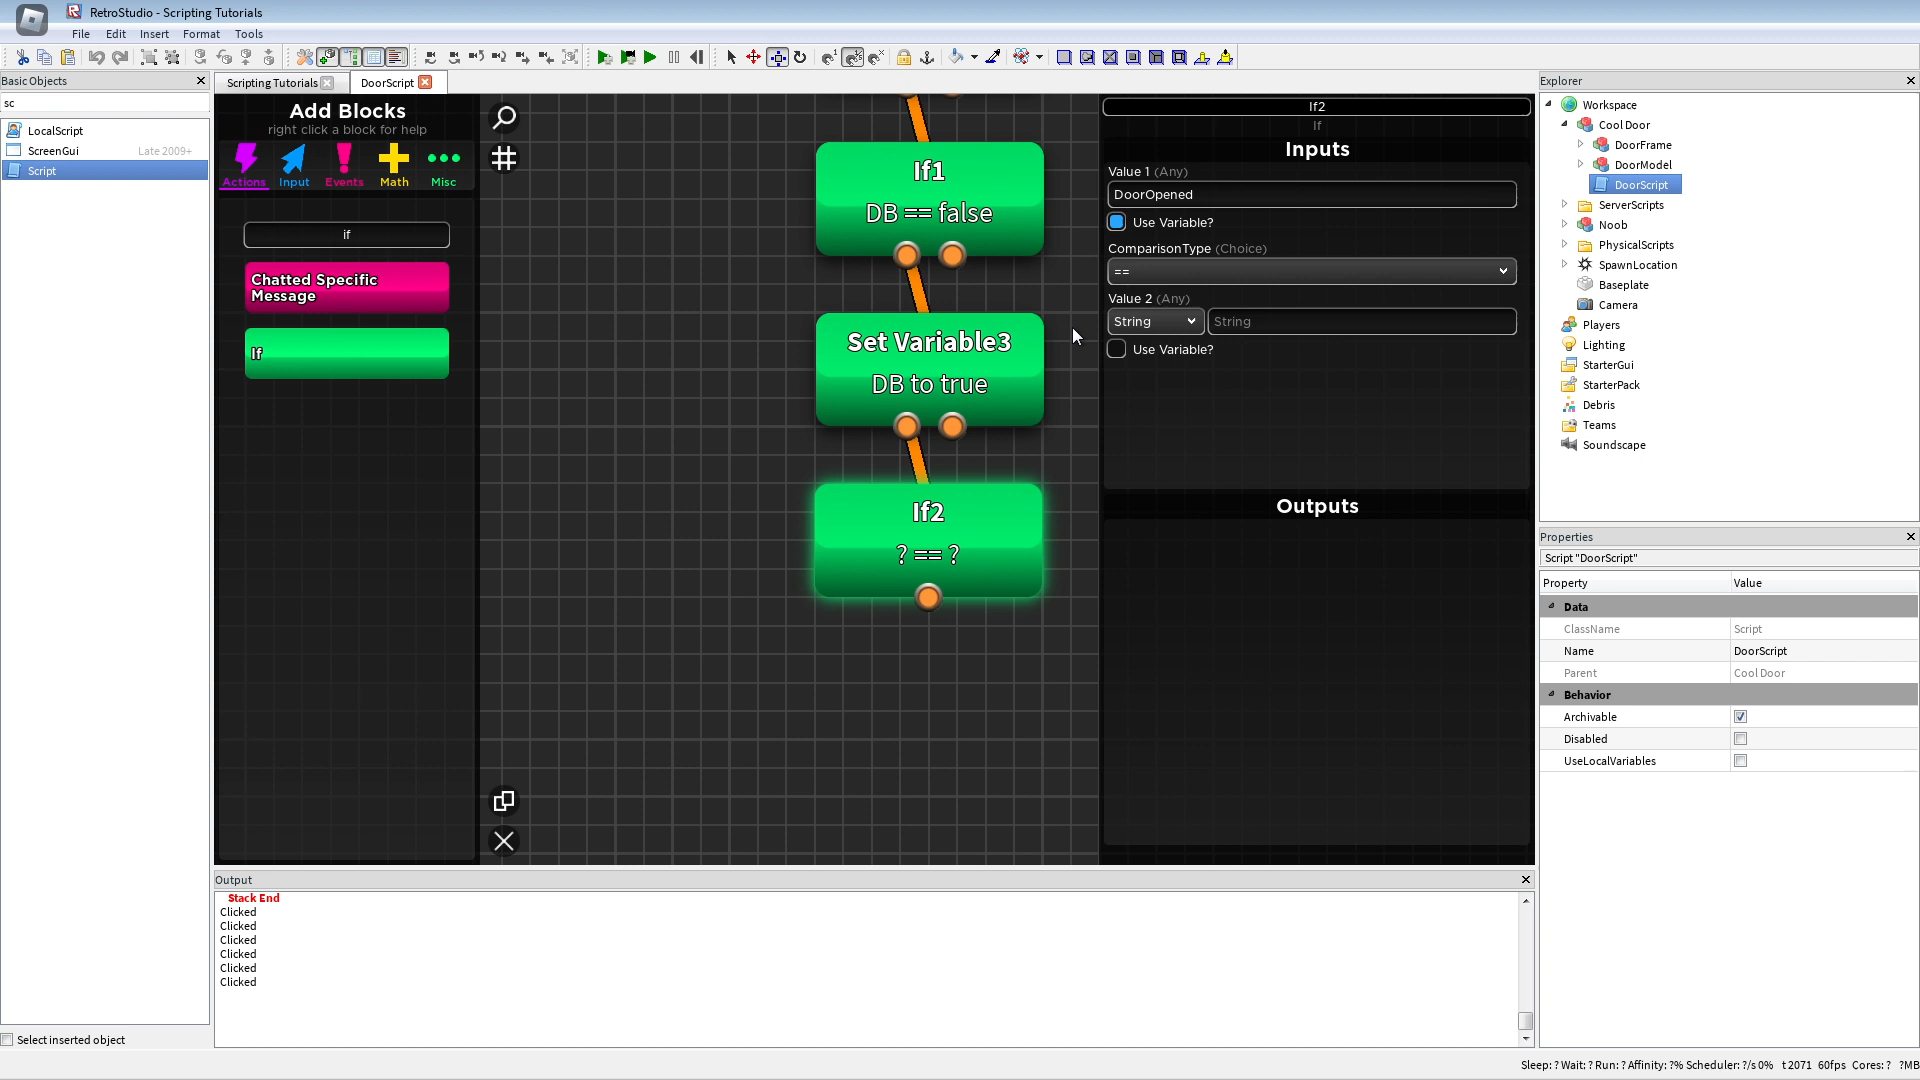 RetroStudio - Scripting Tutorials
File Edit Insert Format Tools
Basic Objects
sc
LocalScript
ScreenGui Late 2009+
Script
Select inserted object
Scripting Tutorials
DoorScript
Add Blocks
right click a block for help
Actions Input Events Math Misc
if
Chatted Specific
Message
If
If1
DB == false
Set Variable3
DB to true
If2
? == ?
If2
If
Inputs
Value 1 (Any)
DoorOpened
Use Variable?
ComparisonType (Choice)
==
Value 2 (Any)
String String
Use Variable?
Outputs
Output
Stack End
Clicked
Clicked
Clicked
Clicked
Clicked
Clicked
Explorer
Workspace
Cool Door
DoorFrame
DoorModel
DoorScript
ServerScripts
Noob
PhysicalScripts
SpawnLocation
Baseplate
Camera
Players
Lighting
StarterGui
StarterPack
Debris
Teams
Soundscape
Properties
Script "DoorScript"
Property Value
Data
ClassName Script
Name DoorScript
Parent Cool Door
Behavior
Archivable
Disabled
UseLocalVariables
Sleep: ? Wait: ? Run: ? Affinity: ?% Scheduler: ?/s 0% t 2071 60fps Cores: ? ?MB